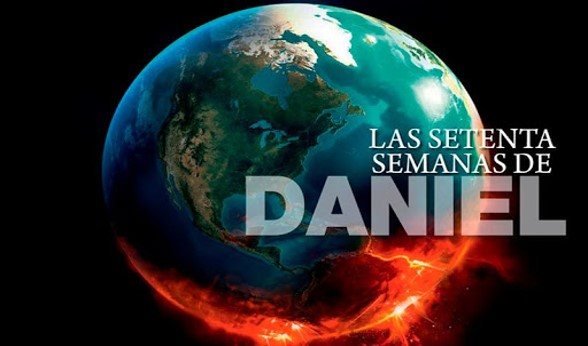 LAS SETENTA
SEMANAS DE
DANIEL